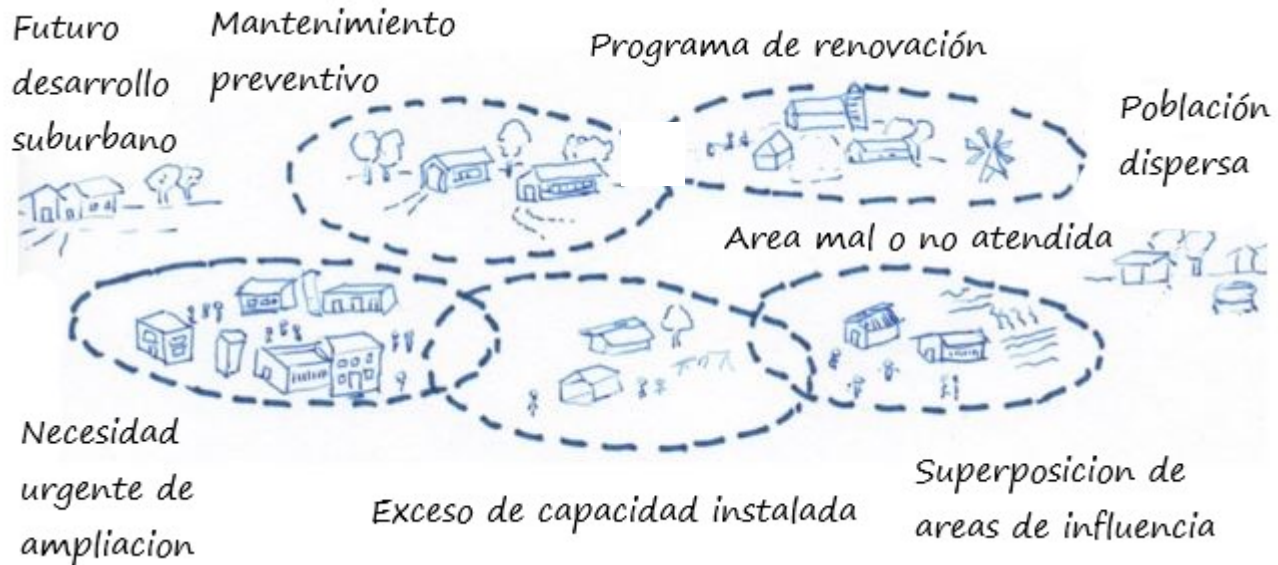 Futuro
desarrollo
suburbano
Mantenimiento
preventivo
Programa de renovación
Población
dispersa
Area mal o no atendida
Necesidad
urgente de
ampliacion
Exceso de capacidad instalada
Superposicion de
areas de influencia